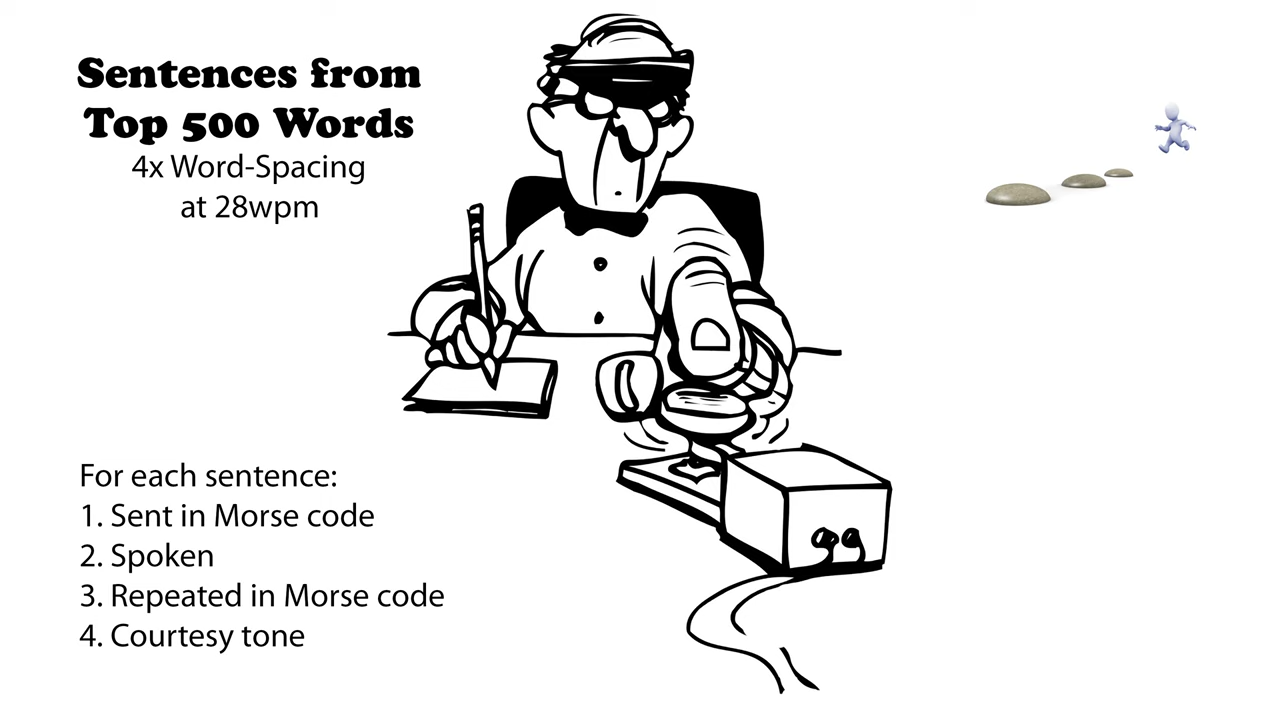 Sentences from
Top 500 Words
4x Word-Spacing
at 28wpm
For each sentence:
1. Sent in Morse code
2. Spoken
3. Repeated in Morse code
4. Courtesy tone